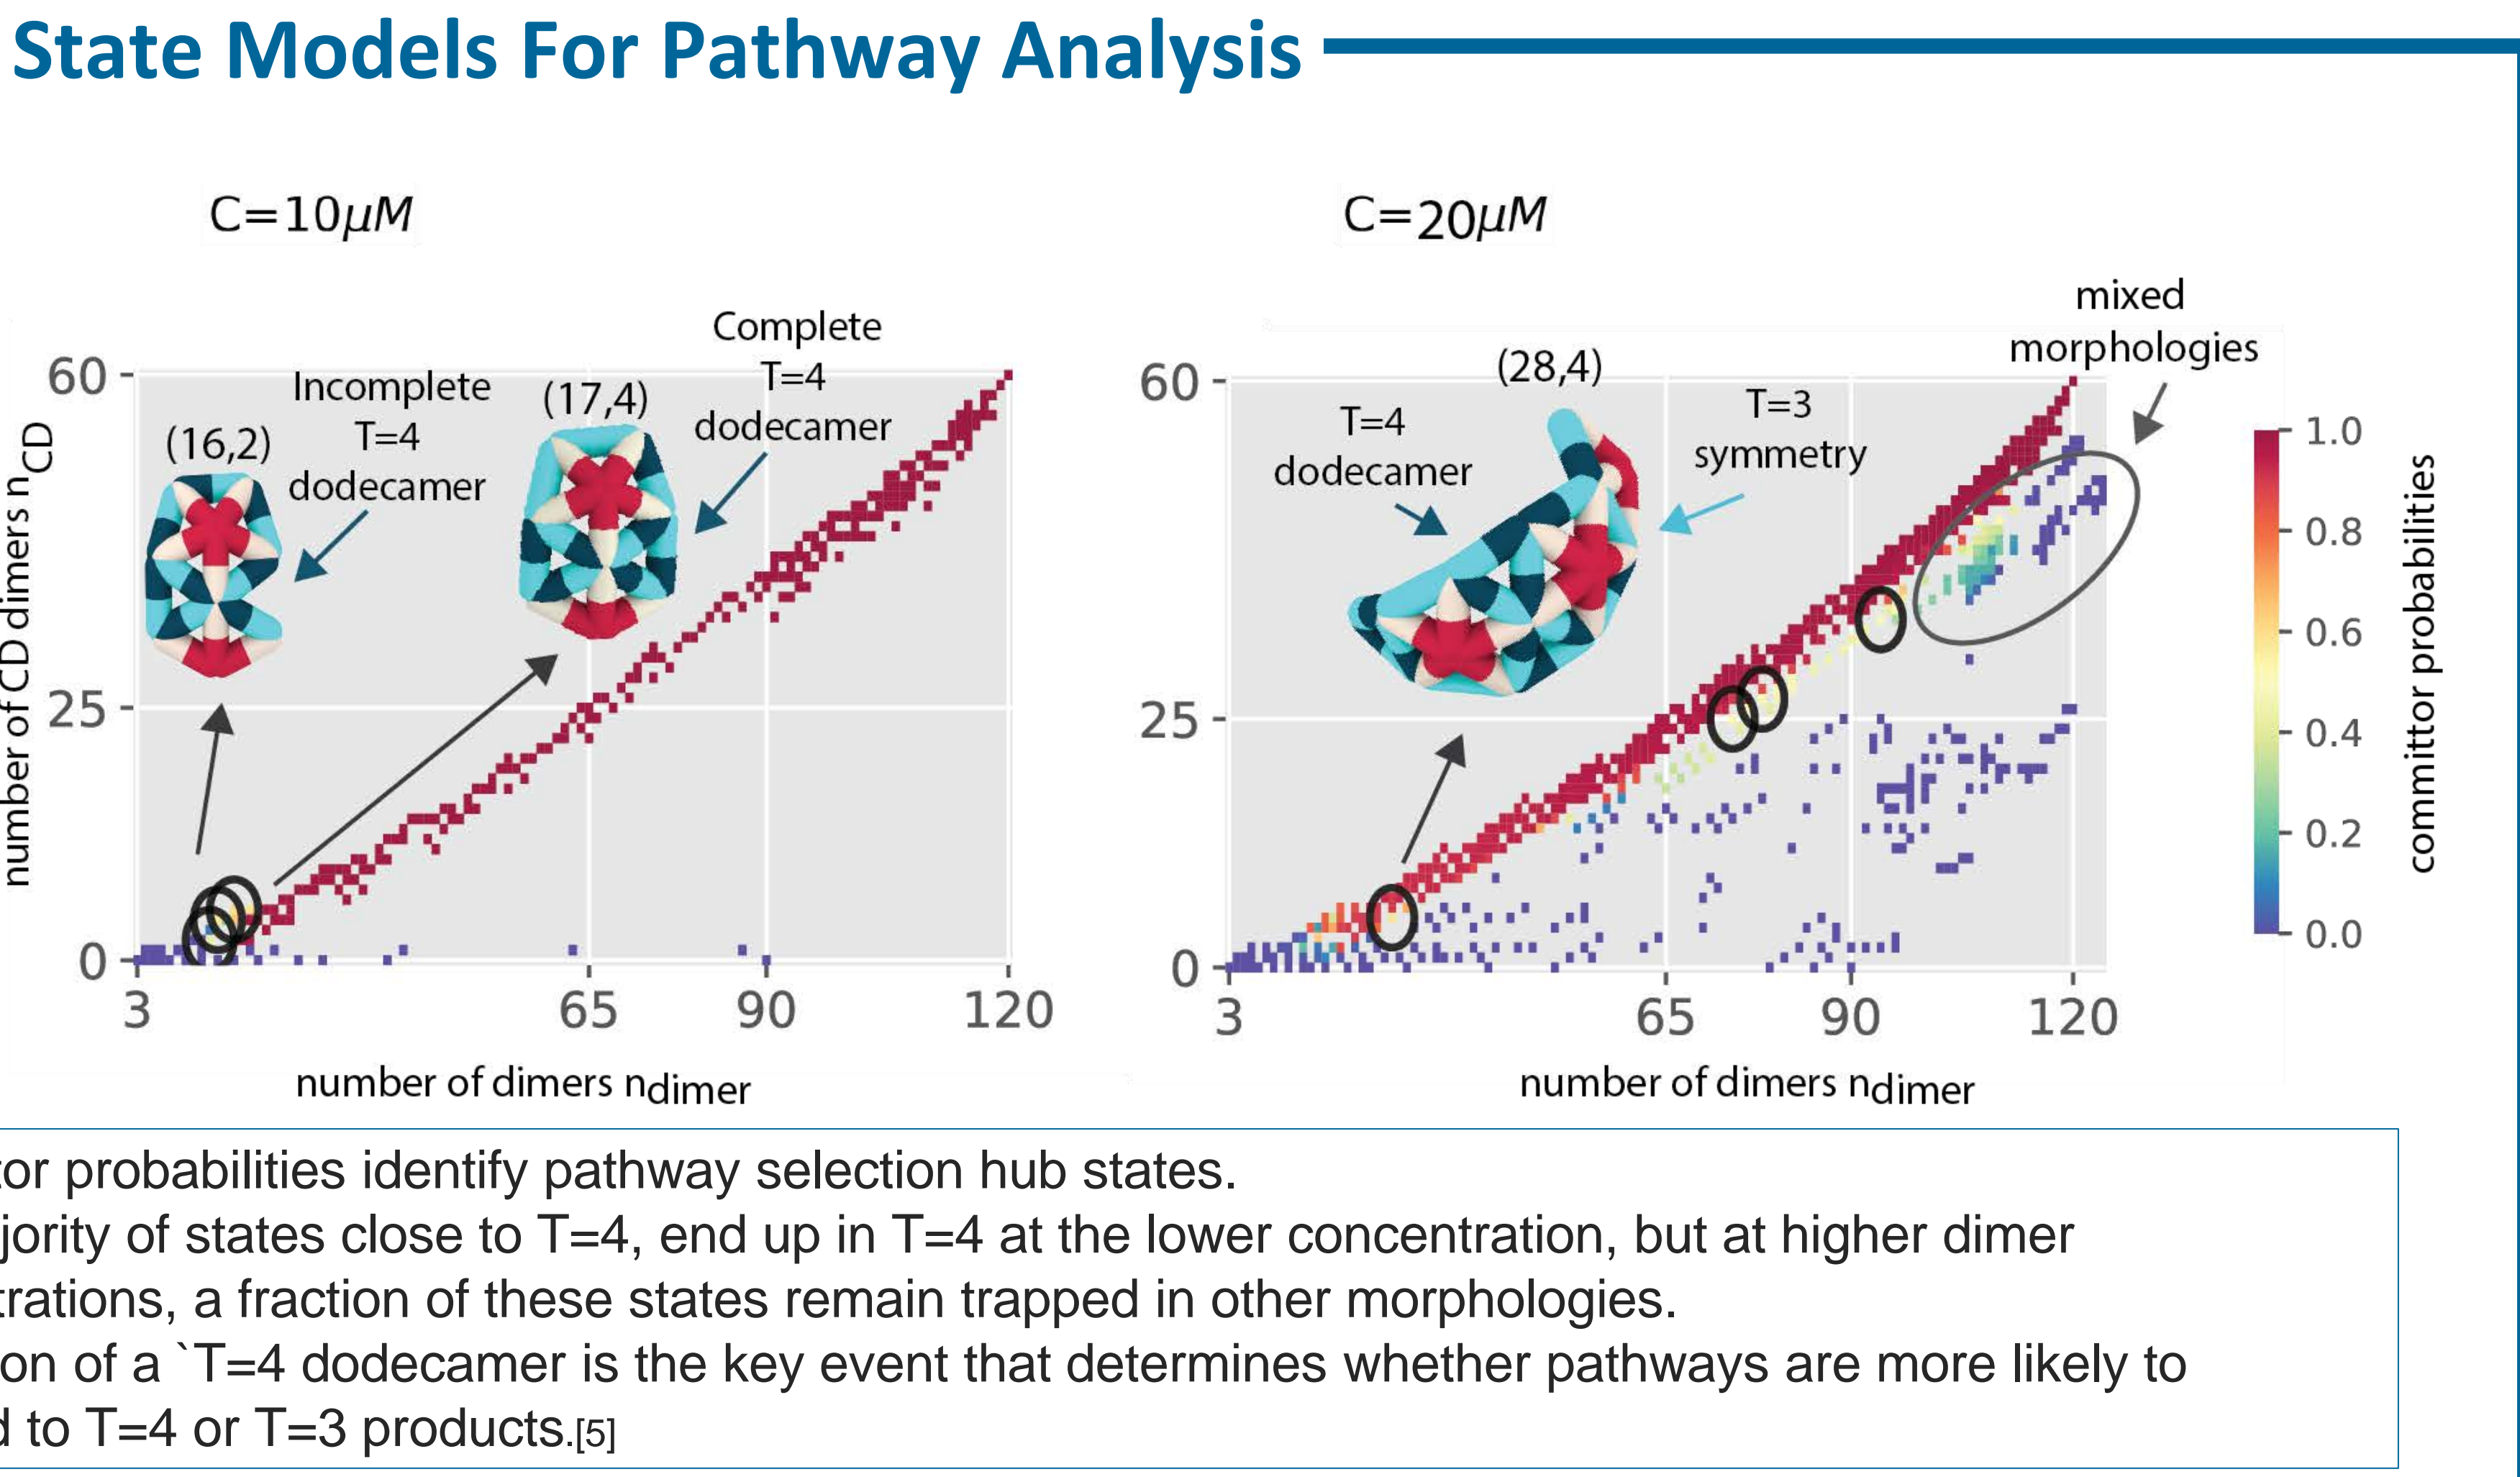 State Models For Pathway Analysis
C=10μM
C=20μM
Complete
T=4
dodecamer
Incomplete
T=4
dodecamer
(16,2)
(17,4)
60
25
0
number of CD dimers nCD
3 65 90 120
number of dimers ndimer
(28,4)
T=4
dodecamer
T=3
symmetry
mixed
morphologies
60
25
0
3 65 90 120
number of dimers ndimer
1.0
0.8
0.6
0.4
0.2
0.0
committor probabilities
tor probabilities identify pathway selection hub states.
jority of states close to T=4, end up in T=4 at the lower concentration, but at higher dimer
trations, a fraction of these states remain trapped in other morphologies.
on of a `T=4 dodecamer is the key event that determines whether pathways are more likely to
d to T=4 or T=3 products.[5]